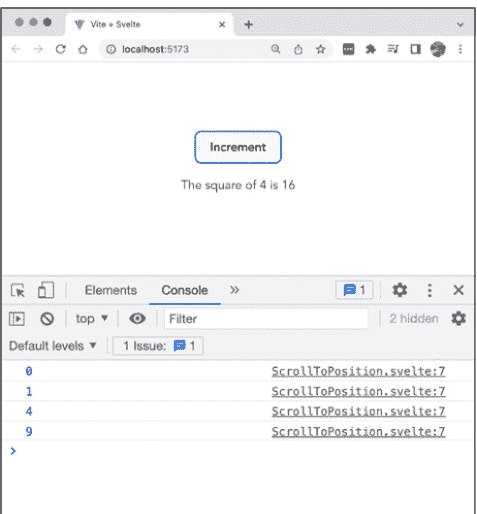 Vite + Svelte
localhost:5173
Increment
The square of 4 is 16
Elements Console » 1
top ▼ Filter 2 hidden
Default levels ▼ 1 Issue: 1
0 ScrollToPosition.svelte:7
1 ScrollToPosition.svelte:7
4 ScrollToPosition.svelte:7
9 ScrollToPosition.svelte:7
>